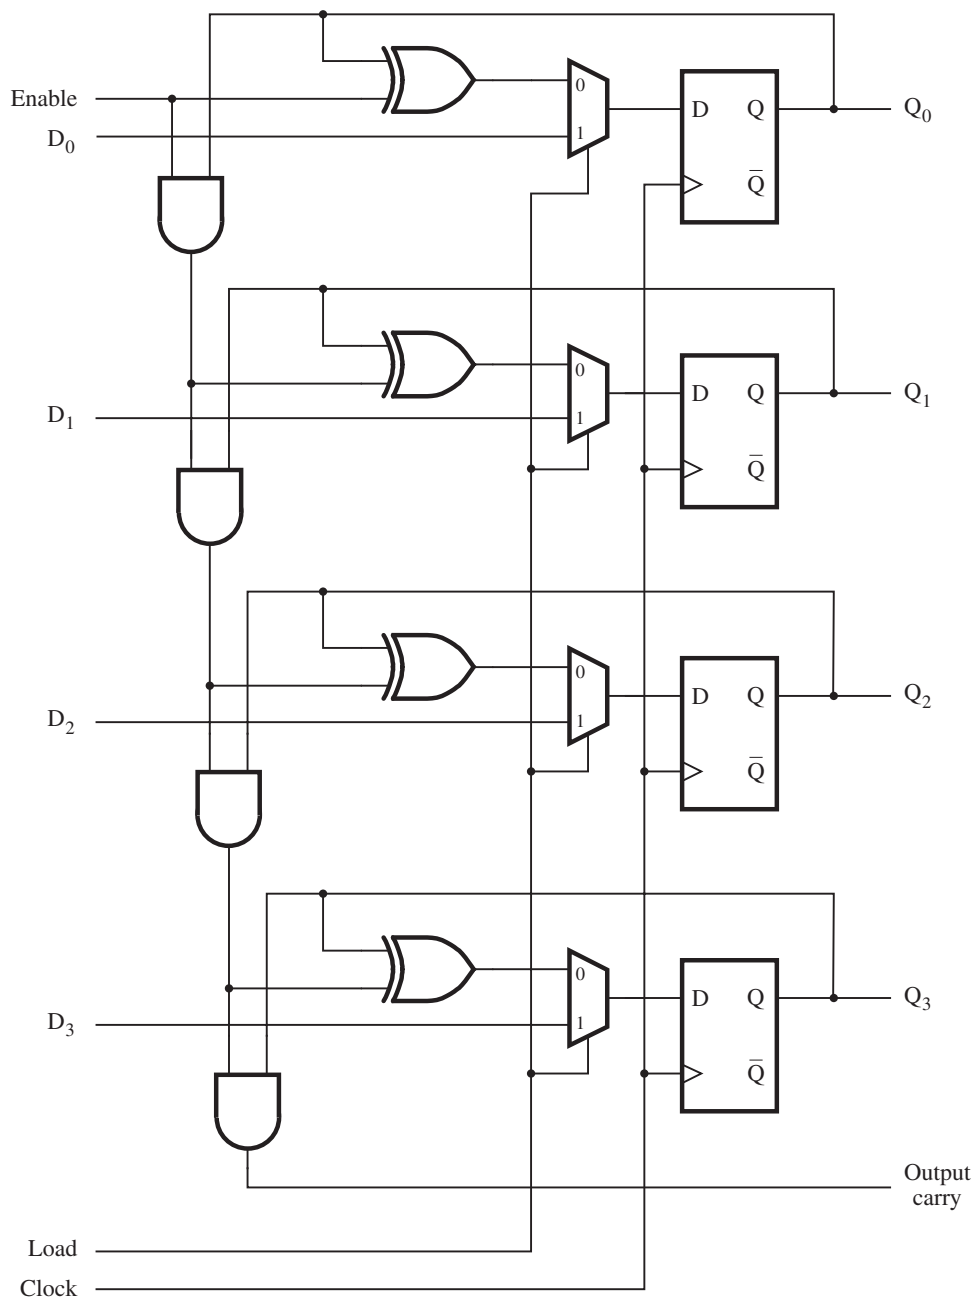 Enable
D0
0
1
D Q
Q̅
Q0
D1
0
1
D Q
Q̅
Q1
D2
0
1
D Q
Q̅
Q2
D3
0
1
D Q
Q̅
Q3
Output
carry
Load
Clock